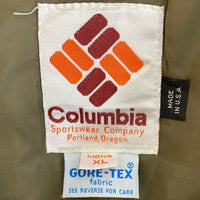 Columbia
Sportswear Company
Portland, Oregon
MADE
IN U.S.A.
MENS
XL
GORE-TEX
fabric
SEE REVERSE FOR CARE